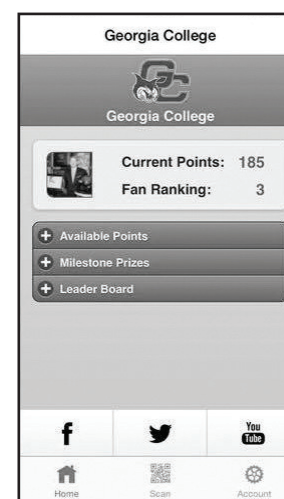 Georgia College
GC
Georgia College
Current Points: 185
Fan Ranking: 3
Available Points
Milestone Prizes
Leader Board
You
Tube
Home
Scan
Account